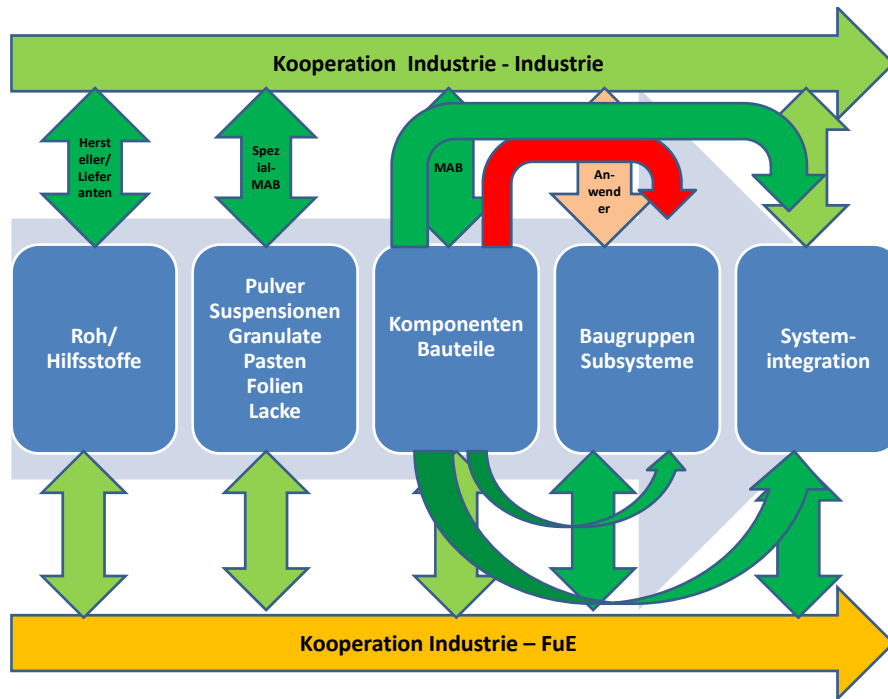 Kooperation Industrie - Industrie
Herst
eller/
Liefer
anten
Spez
ial-
MAB
MAB
An-
wend
er
Roh/
Hilfsstoffe
Pulver
Suspensionen
Granulate
Pasten
Folien
Lacke
Komponenten
Bauteile
Baugruppen
Subsysteme
System-
integration
Kooperation Industrie – FuE